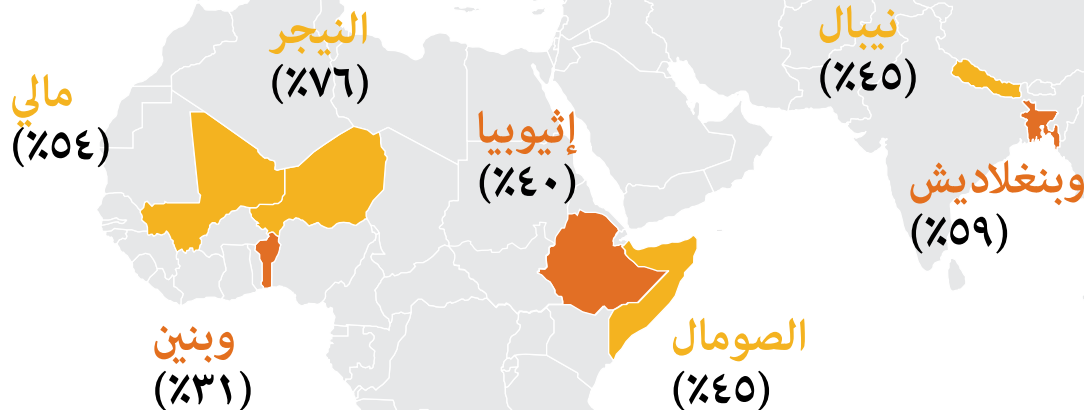 نيبال
(٤٥٪)
النيجر
(٧٦٪)
مالي
(٥٤٪)
إثيوبيا
(٤٠٪)
وبنغلاديش
(٥٩٪)
وبنين
(٣١٪)
الصومال
(٤٥٪)